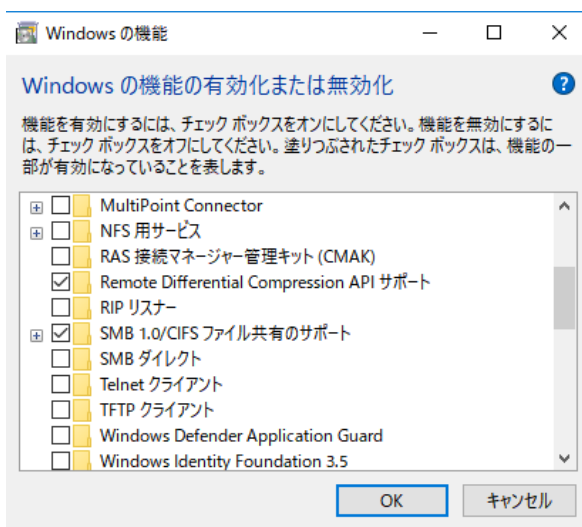 Windows の機能
Windows の機能の有効化または無効化
機能を有効にするには、チェック ボックスをオンにしてください。機能を無効にするに
は、チェック ボックスをオフにしてください。塗りつぶされたチェック ボックスは、機能の一
部が有効になっていることを表します。
MultiPoint Connector
NFS 用サービス
RAS 接続マネージャー管理キット (CMAK)
Remote Differential Compression API サポート
RIP リスナー
SMB 1.0/CIFS ファイル共有のサポート
SMB ダイレクト
Telnet クライアント
TFTP クライアント
Windows Defender Application Guard
Windows Identity Foundation 3.5
OK
キャンセル